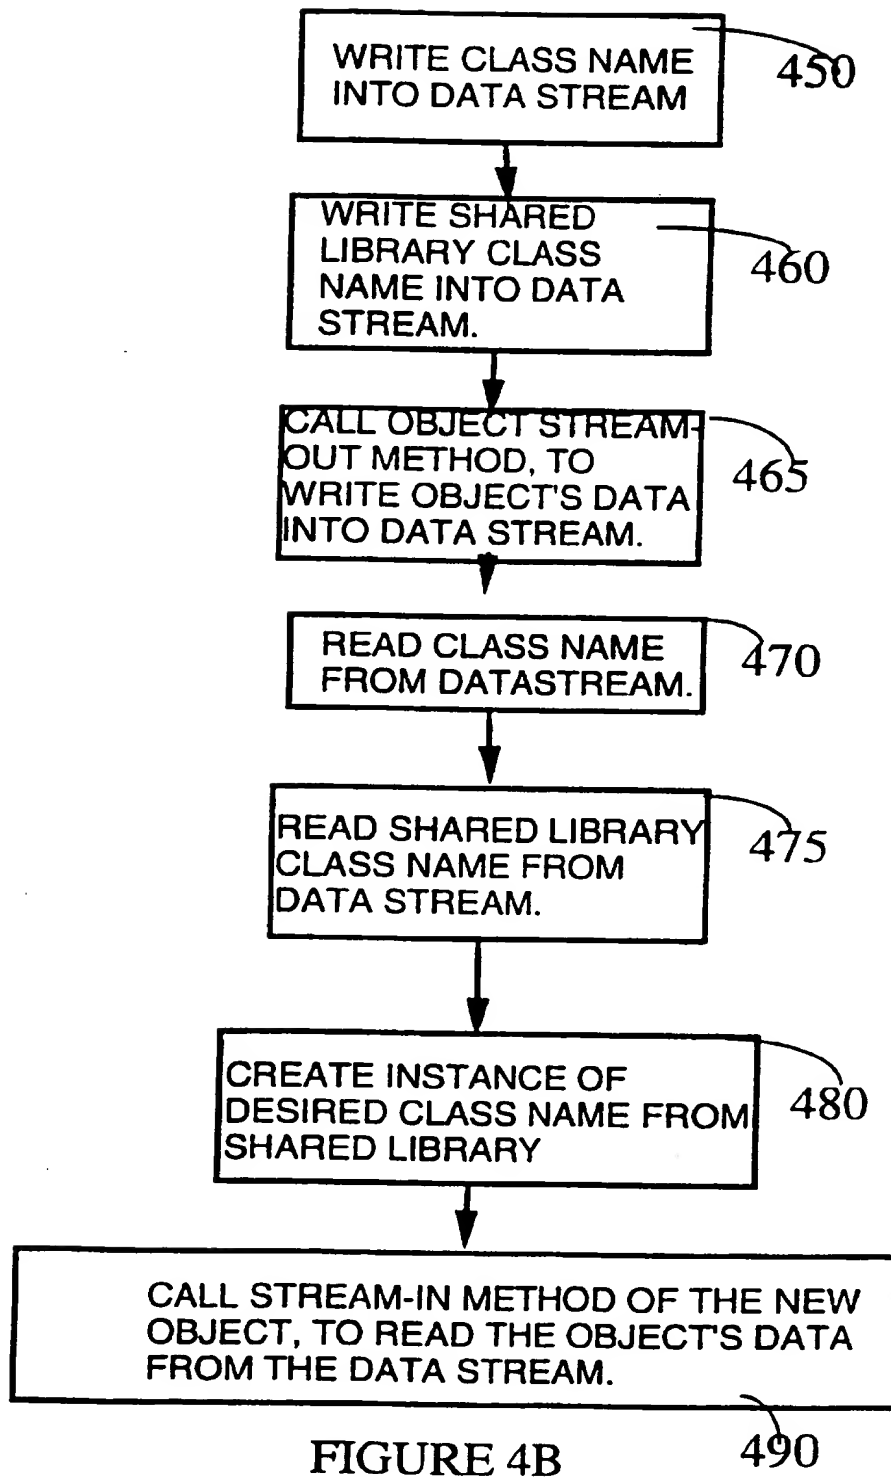 WRITE CLASS NAME
INTO DATA STREAM
450
WRITE SHARED
LIBRARY CLASS
NAME INTO DATA
STREAM.
460
CALL OBJECT STREAM-
OUT METHOD, TO
WRITE OBJECT'S DATA
INTO DATA STREAM.
465
READ CLASS NAME
FROM DATASTREAM.
470
READ SHARED LIBRARY
CLASS NAME FROM
DATA STREAM.
475
CREATE INSTANCE OF
DESIRED CLASS NAME FROM
SHARED LIBRARY
480
CALL STREAM-IN METHOD OF THE NEW
OBJECT, TO READ THE OBJECT'S DATA
FROM THE DATA STREAM.
490
FIGURE 4B